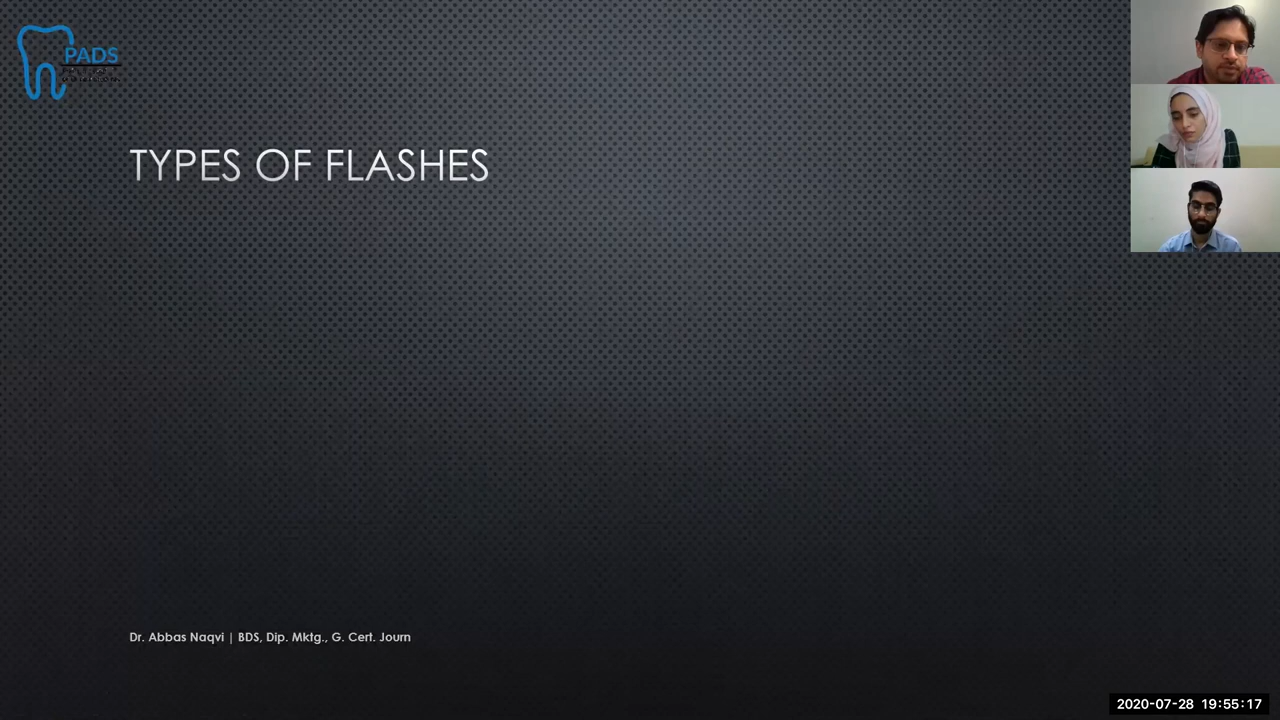 PADS
TYPES OF FLASHES
Dr. Abbas Naqvi | BDS, Dip. Mktg., G. Cert. Journ
2020-07-28 19:55:17